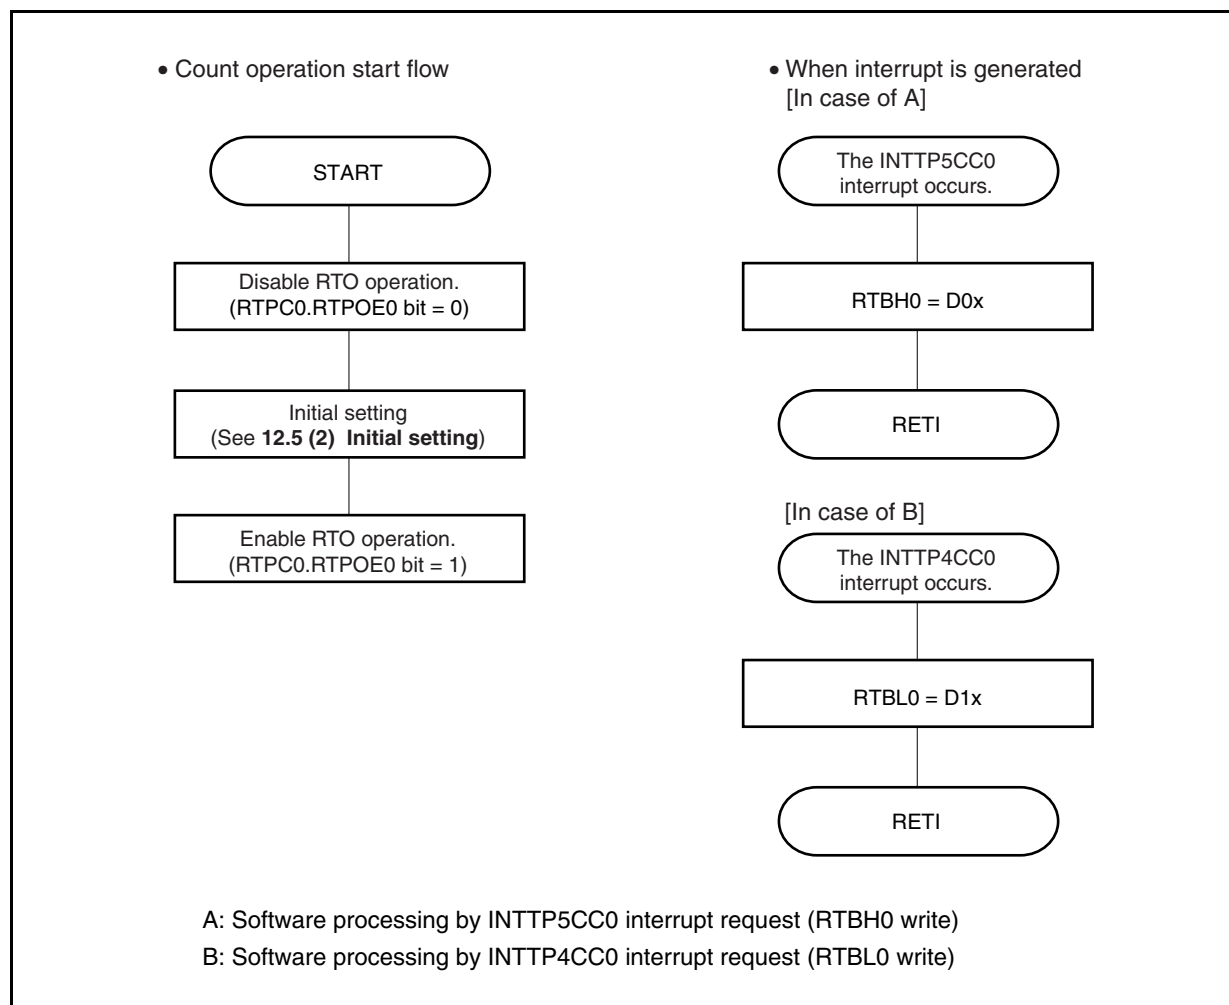 • Count operation start flow
START
Disable RTO operation.
(RTPC0.RTPOE0 bit = 0)
Initial setting
(See 12.5 (2) Initial setting)
Enable RTO operation.
(RTPC0.RTPOE0 bit = 1)
• When interrupt is generated
[In case of A]
The INTTP5CC0
interrupt occurs.
RTBH0 = D0x
RETI
[In case of B]
The INTTP4CC0
interrupt occurs.
RTBL0 = D1x
RETI
A: Software processing by INTTP5CC0 interrupt request (RTBH0 write)
B: Software processing by INTTP4CC0 interrupt request (RTBL0 write)